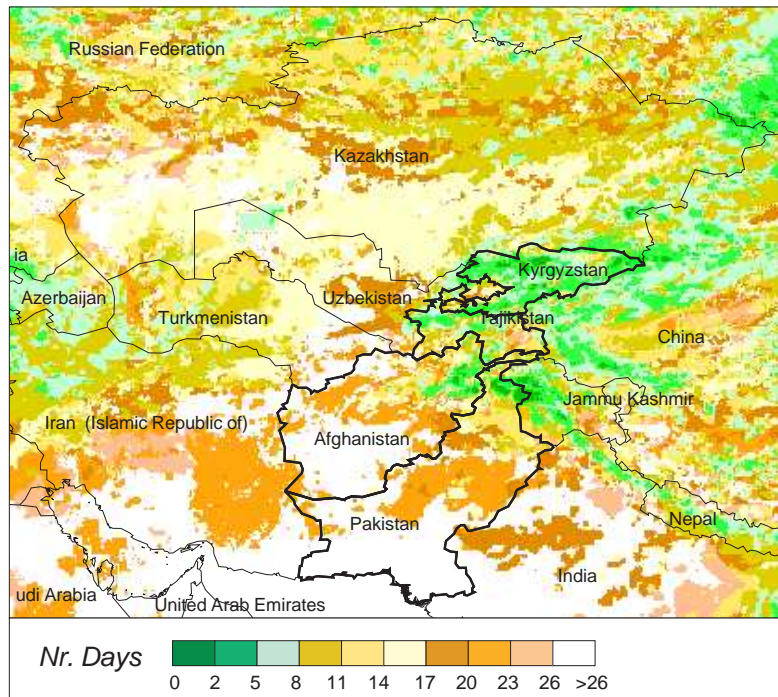 Russian Federation
Kazakhstan
ia
Kyrgyzstan
Azerbaijan
Uzbekistan
Turkmenistan
Tajikistan
China
Jammu Kashmir
Iran (Islamic Republic of)
Afghanistan
Pakistan
Nepal
India
udi Arabia
United Arab Emirates
Nr. Days
0 2 5 8 11 14 17 20 23 26 >26